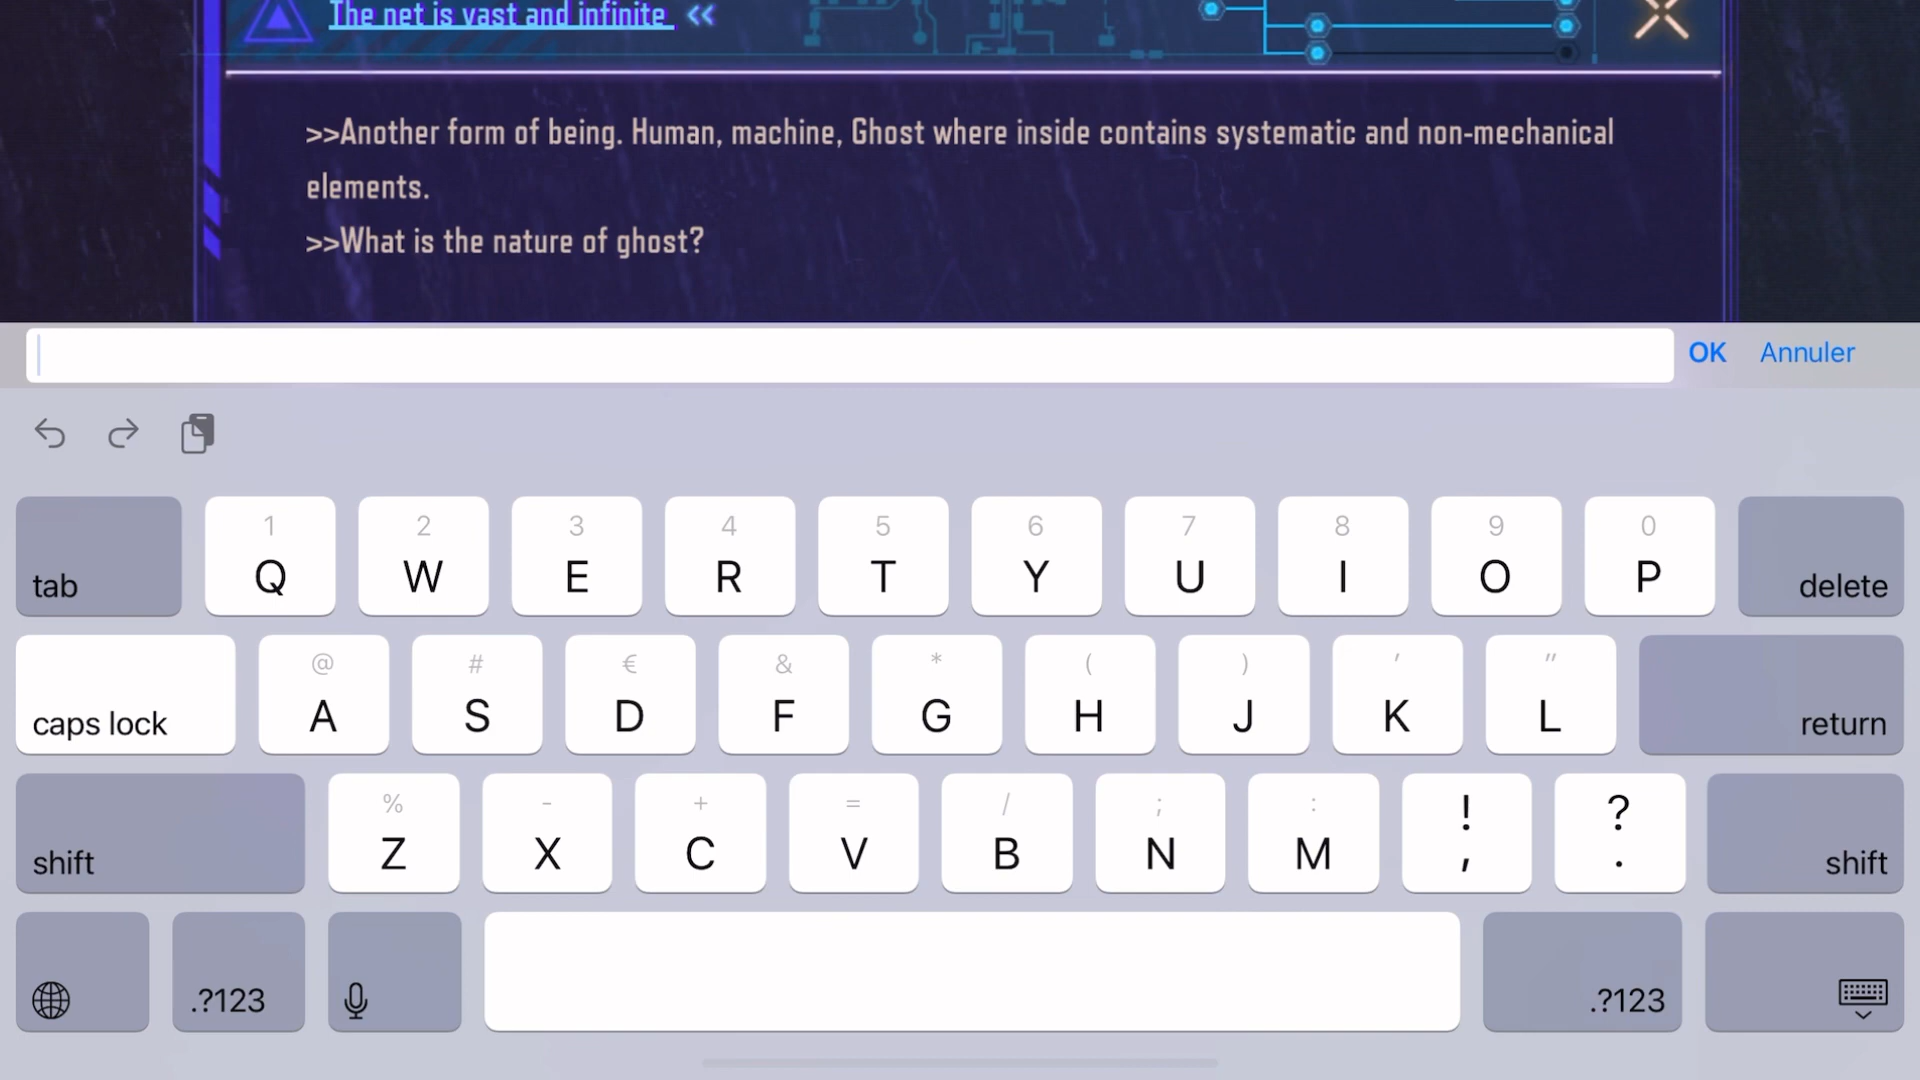 The net is vast and infinite <<
>>Another form of being. Human, machine, Ghost where inside contains systematic and non-mechanical
elements.
>>What is the nature of ghost?
OK Annuler
1 2 3 4 5 6 7 8 9 0
tab Q W E R T Y U I O P delete
@ # € & * ( ) ' "
caps lock A S D F G H J K L return
% - + = / ; : ! ?
shift Z X C V B N M , . shift
.?123 .?123